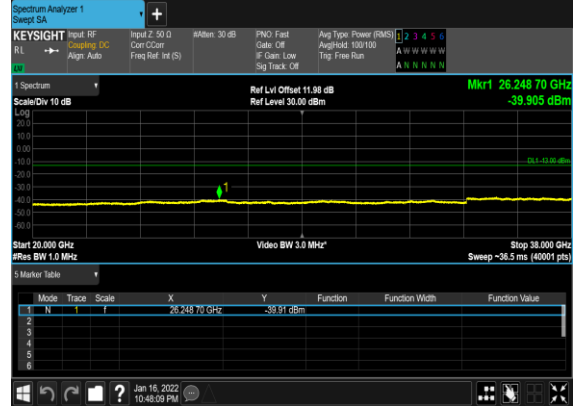 Spectrum Analyzer 1
Swept SA
+
KEYSIGHT Input: RF Input Z: 50 Ω #Atten: 30 dB PNO: Fast Avg Type: Power (RMS) 1 2 3 4 5 6
RL Coupling: DC Corr CCorr Gate: Off Avg|Hold: 100/100 A W W W W W
Align: Auto Freq Ref: Int (S) IF Gain: Low Trig: Free Run
Sig Track: Off A N N N N N
1 Spectrum
Scale/Div 10 dB
Ref Lvl Offset 11.98 dB
Ref Level 30.00 dBm
Mkr1 26.248 70 GHz
-39.905 dBm
Log
20.0
10.0
0.00
-10.0
DL1 -13.00 dBm
-20.0
-30.0
1
-40.0
-50.0
-60.0
Start 20.000 GHz Video BW 3.0 MHz* Stop 38.000 GHz
#Res BW 1.0 MHz Sweep ~36.5 ms (40001 pts)
5 Marker Table
Mode Trace Scale X Y Function Function Width Function Value
1 N 1 f 26.248 70 GHz -39.91 dBm
2
3
4
5
6
? Jan 16, 2022
10:48:09 PM